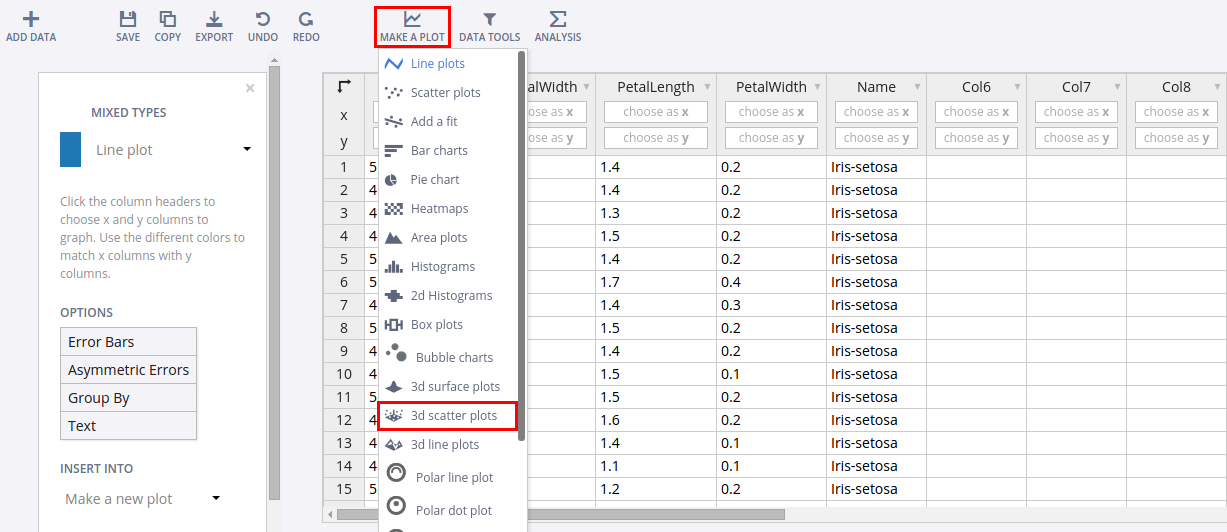 ADD DATA SAVE COPY EXPORT UNDO REDO MAKE A PLOT DATA TOOLS ANALYSIS
×
MIXED TYPES
Line plot
Click the column headers to
choose x and y columns to
graph. Use the different colors to
match x columns with y
columns.
OPTIONS
Error Bars
Asymmetric Errors
Group By
Text
INSERT INTO
Make a new plot
Line plots
Scatter plots
Add a fit
Bar charts
Pie chart
Heatmaps
Area plots
Histograms
2d Histograms
Box plots
Bubble charts
3d surface plots
3d scatter plots
3d line plots
Polar line plot
Polar dot plot
alWidth PetalLength PetalWidth Name Col6 Col7 Col8
x ose as x choose as x choose as x choose as x choose as x choose as x choose as x
y ose as y choose as y choose as y choose as y choose as y choose as y choose as y
1 5 1.4 0.2 Iris-setosa
2 4 1.4 0.2 Iris-setosa
3 4 1.3 0.2 Iris-setosa
4 4 1.5 0.2 Iris-setosa
5 5 1.4 0.2 Iris-setosa
6 5 1.7 0.4 Iris-setosa
7 4 1.4 0.3 Iris-setosa
8 5 1.5 0.2 Iris-setosa
9 4 1.4 0.2 Iris-setosa
10 4 1.5 0.1 Iris-setosa
11 5 1.5 0.2 Iris-setosa
12 4 1.6 0.2 Iris-setosa
13 4 1.4 0.1 Iris-setosa
14 4 1.1 0.1 Iris-setosa
15 5 1.2 0.2 Iris-setosa